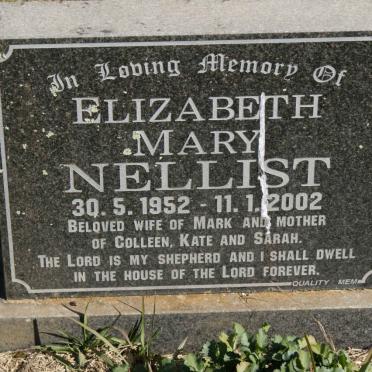 In Loving Memory Of
ELIZABETH
MARY
NELLIST
30. 5. 1952 - 11. 1. 2002
BELOVED WIFE OF MARK AND MOTHER
OF COLLEEN, KATE AND SARAH.
THE LORD IS MY SHEPHERD AND I SHALL DWELL
IN THE HOUSE OF THE LORD FOREVER.
QUALITY MEM